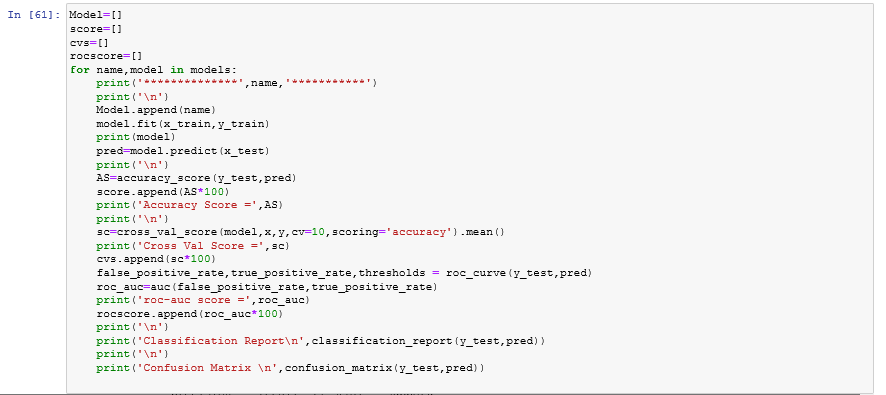 In [61]: Model=[]
score=[]
cvs=[]
rocscore=[]
for name,model in models:
    print('**************',name,'***********')
    print('\n')
    Model.append(name)
    model.fit(x_train,y_train)
    print(model)
    pred=model.predict(x_test)
    print('\n')
    AS=accuracy_score(y_test,pred)
    score.append(AS*100)
    print('Accuracy Score =',AS)
    print('\n')
    sc=cross_val_score(model,x,y,cv=10,scoring='accuracy').mean()
    print('Cross Val Score =',sc)
    cvs.append(sc*100)
    false_positive_rate,true_positive_rate,thresholds = roc_curve(y_test,pred)
    roc_auc=auc(false_positive_rate,true_positive_rate)
    print('roc-auc score =',roc_auc)
    rocscore.append(roc_auc*100)
    print('\n')
    print('Classification Report\n',classification_report(y_test,pred))
    print('\n')
    print('Confusion Matrix \n',confusion_matrix(y_test,pred))